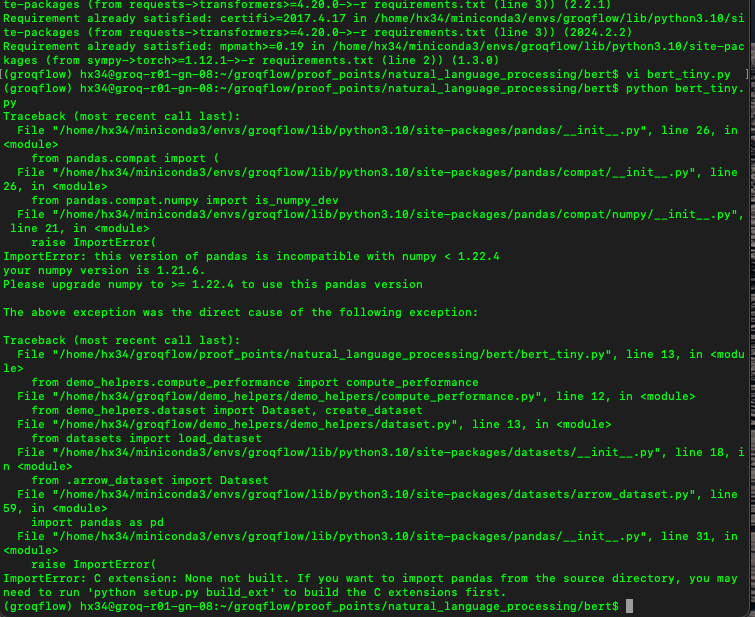 te-packages (from requests->transformers>=4.20.0->-r requirements.txt (line 3)) (2.2.1)
Requirement already satisfied: certifi>=2017.4.17 in /home/hx34/miniconda3/envs/groqflow/lib/python3.10/si
te-packages (from requests->transformers>=4.20.0->-r requirements.txt (line 3)) (2024.2.2)
Requirement already satisfied: mpmath>=0.19 in /home/hx34/miniconda3/envs/groqflow/lib/python3.10/site-pac
kages (from sympy->torch>=1.12.1->-r requirements.txt (line 2)) (1.3.0)
[(groqflow) hx34@groq-r01-gn-08:~/groqflow/proof_points/natural_language_processing/bert$ vi bert_tiny.py ]
(groqflow) hx34@groq-r01-gn-08:~/groqflow/proof_points/natural_language_processing/bert$ python bert_tiny.
py
Traceback (most recent call last):
  File "/home/hx34/miniconda3/envs/groqflow/lib/python3.10/site-packages/pandas/__init__.py", line 26, in
<module>
    from pandas.compat import (
  File "/home/hx34/miniconda3/envs/groqflow/lib/python3.10/site-packages/pandas/compat/__init__.py", line
26, in <module>
    from pandas.compat.numpy import is_numpy_dev
  File "/home/hx34/miniconda3/envs/groqflow/lib/python3.10/site-packages/pandas/compat/numpy/__init__.py",
 line 21, in <module>
    raise ImportError(
ImportError: this version of pandas is incompatible with numpy < 1.22.4
your numpy version is 1.21.6.
Please upgrade numpy to >= 1.22.4 to use this pandas version

The above exception was the direct cause of the following exception:

Traceback (most recent call last):
  File "/home/hx34/groqflow/proof_points/natural_language_processing/bert/bert_tiny.py", line 13, in <modu
le>
    from demo_helpers.compute_performance import compute_performance
  File "/home/hx34/groqflow/demo_helpers/demo_helpers/compute_performance.py", line 12, in <module>
    from demo_helpers.dataset import Dataset, create_dataset
  File "/home/hx34/groqflow/demo_helpers/demo_helpers/dataset.py", line 13, in <module>
    from datasets import load_dataset
  File "/home/hx34/miniconda3/envs/groqflow/lib/python3.10/site-packages/datasets/__init__.py", line 18, i
n <module>
    from .arrow_dataset import Dataset
  File "/home/hx34/miniconda3/envs/groqflow/lib/python3.10/site-packages/datasets/arrow_dataset.py", line
59, in <module>
    import pandas as pd
  File "/home/hx34/miniconda3/envs/groqflow/lib/python3.10/site-packages/pandas/__init__.py", line 31, in
<module>
    raise ImportError(
ImportError: C extension: None not built. If you want to import pandas from the source directory, you may
need to run 'python setup.py build_ext' to build the C extensions first.
(groqflow) hx34@groq-r01-gn-08:~/groqflow/proof_points/natural_language_processing/bert$